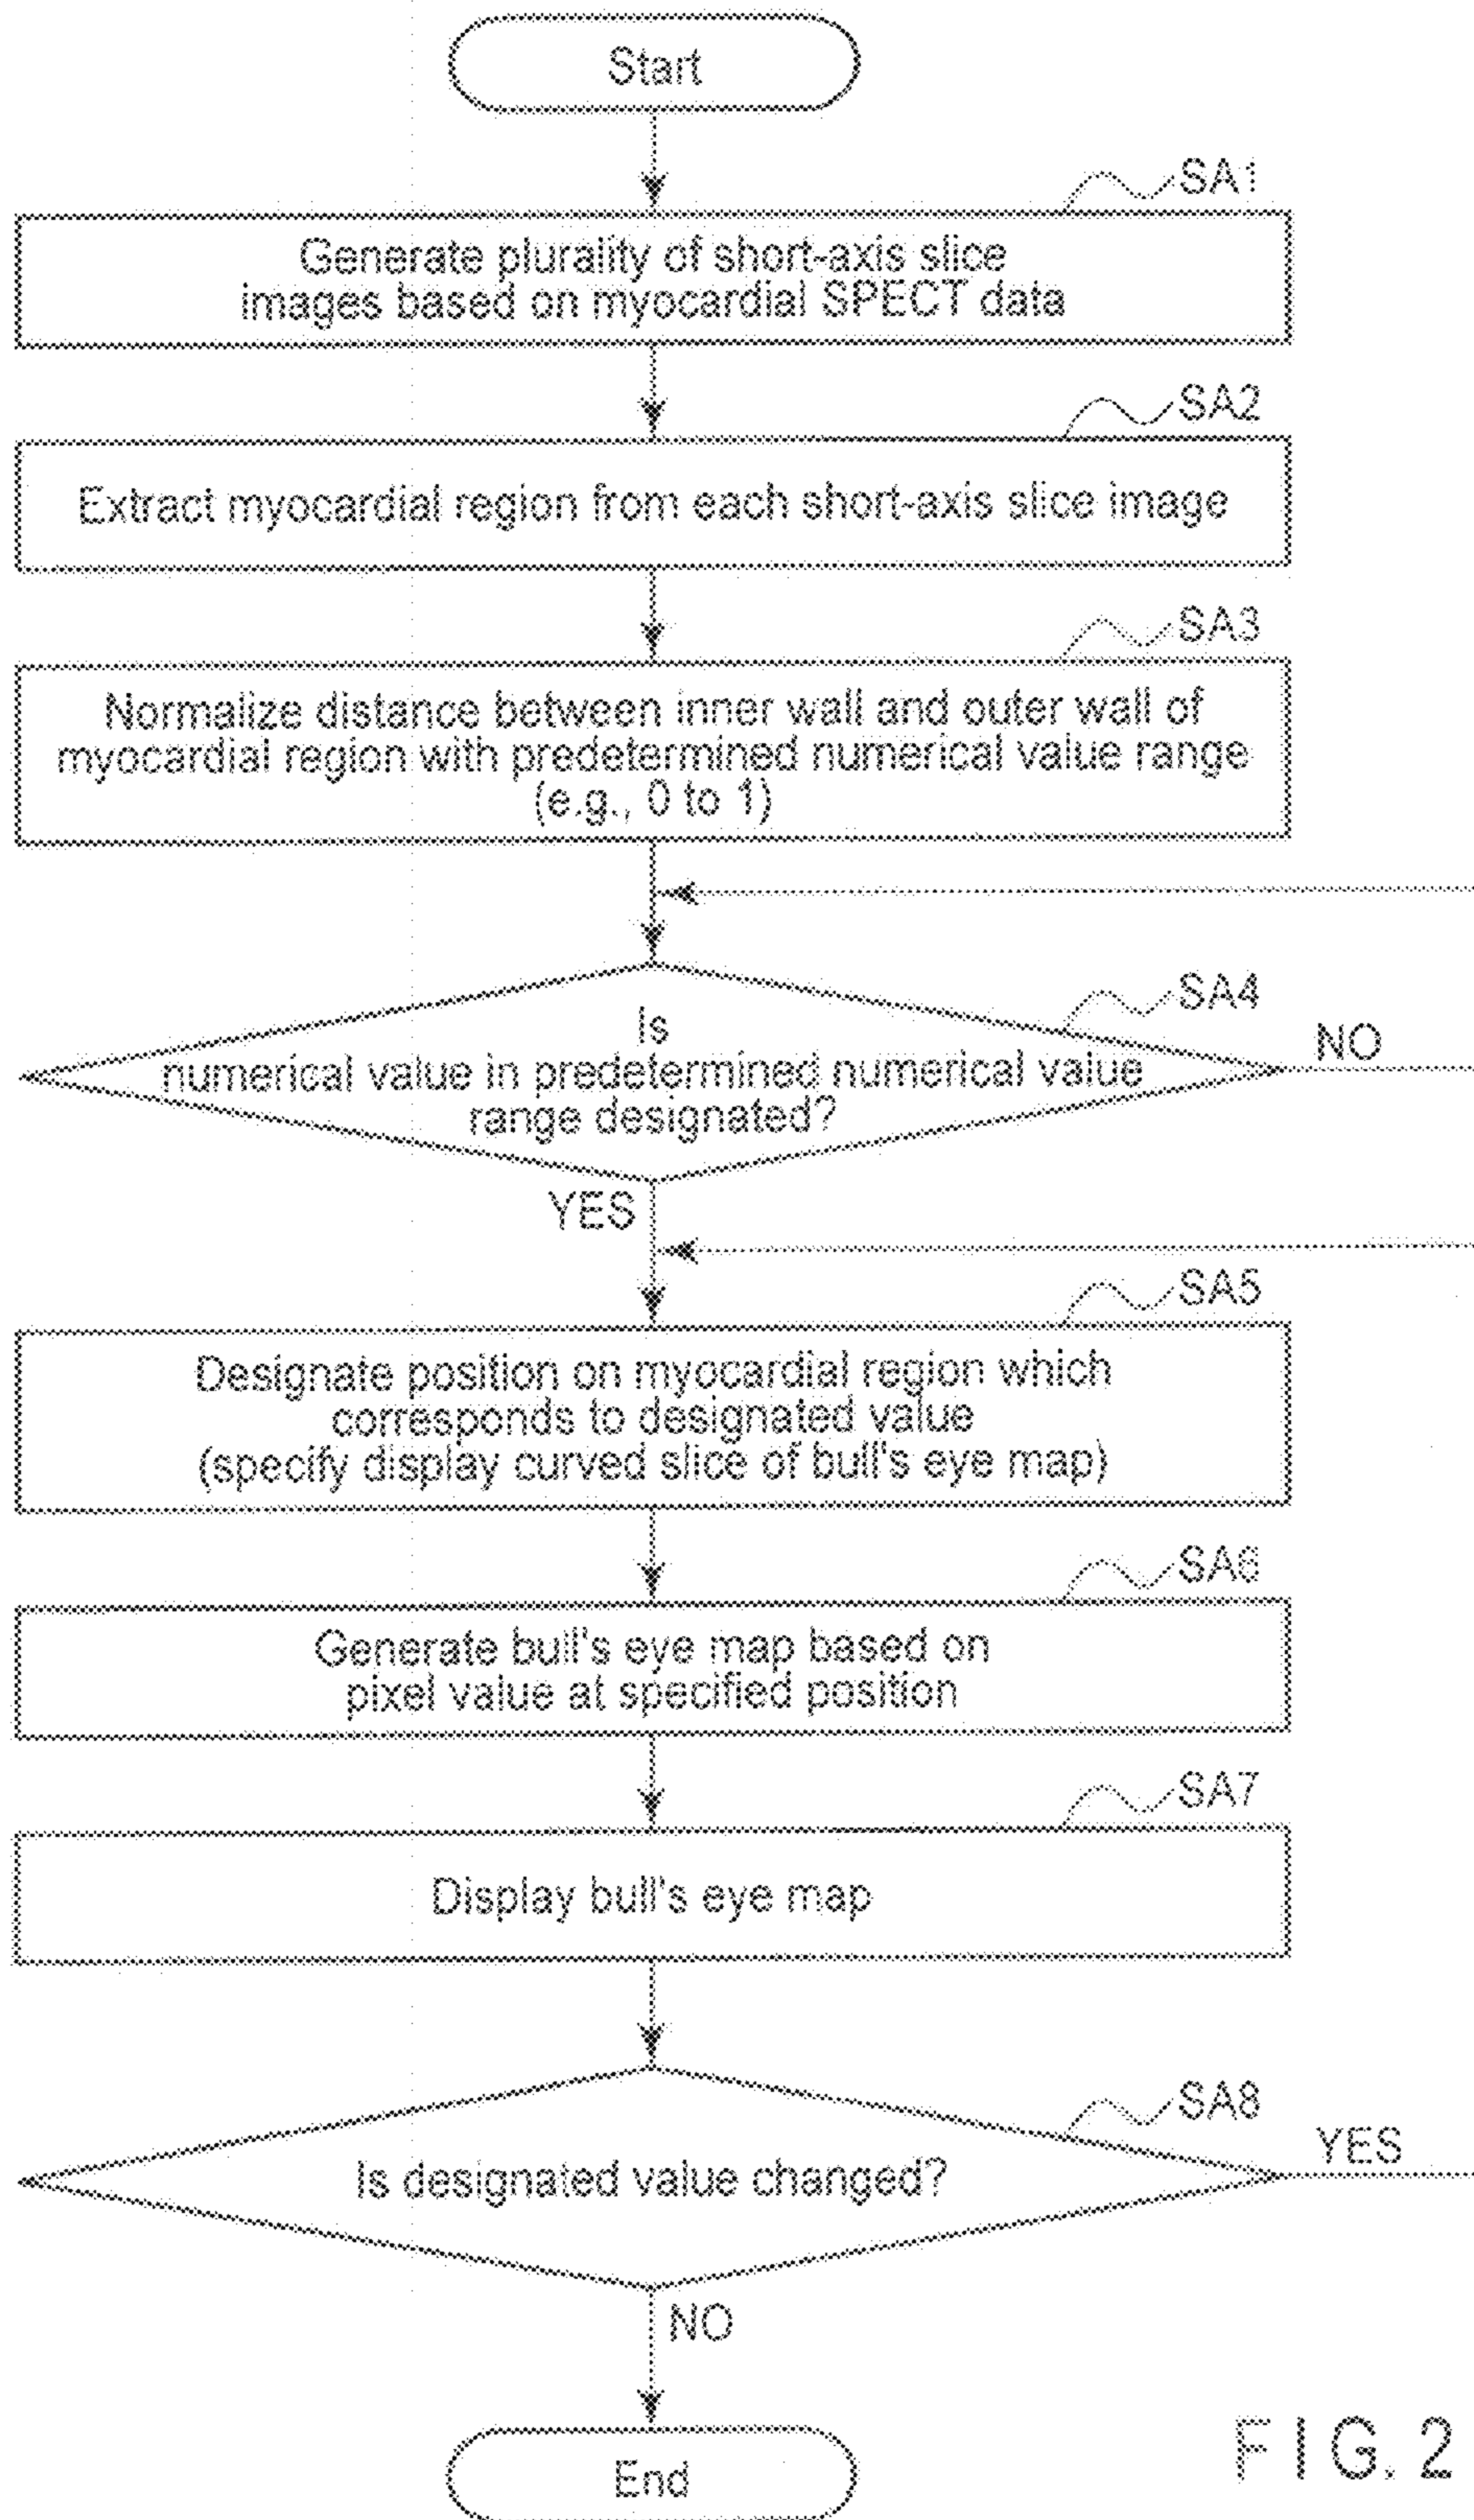 Start
SA1
Generate plurality of short-axis slice
images based on myocardial SPECT data
SA2
Extract myocardial region from each short-axis slice image
SA3
Normalize distance between inner wall and outer wall of
myocardial region with predetermined numerical value range
(e.g., 0 to 1)
SA4
Is
numerical value in predetermined numerical value
range designated?
NO
YES
SA5
Designate position on myocardial region which
corresponds to designated value
(specify display curved slice of bull's eye map)
SA6
Generate bull's eye map based on
pixel value at specified position
SA7
Display bull's eye map
SA8
Is designated value changed?
YES
NO
End
FIG. 2